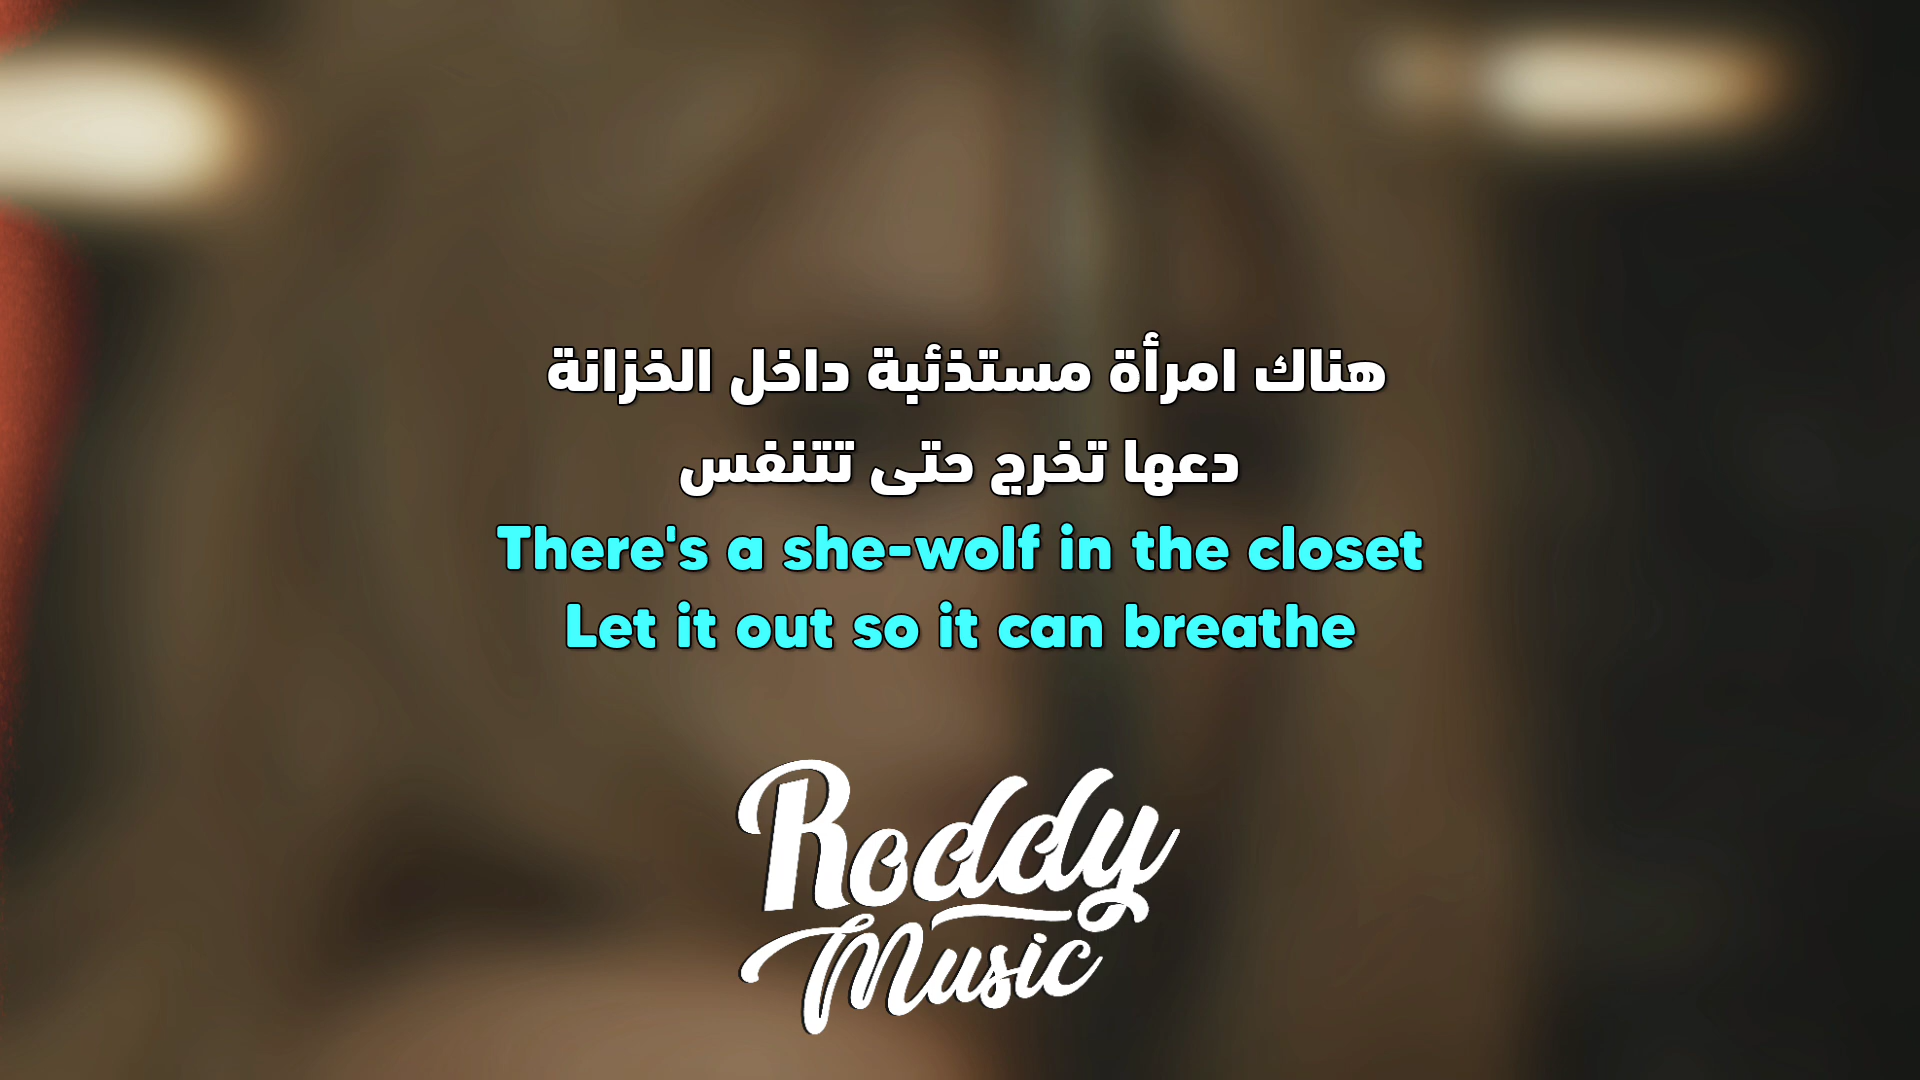 هناك امرأة مستذئبة داخل الخزانة
دعها تخرج حتى تتنفس
There's a she-wolf in the closet
Let it out so it can breathe
Roddy
Music